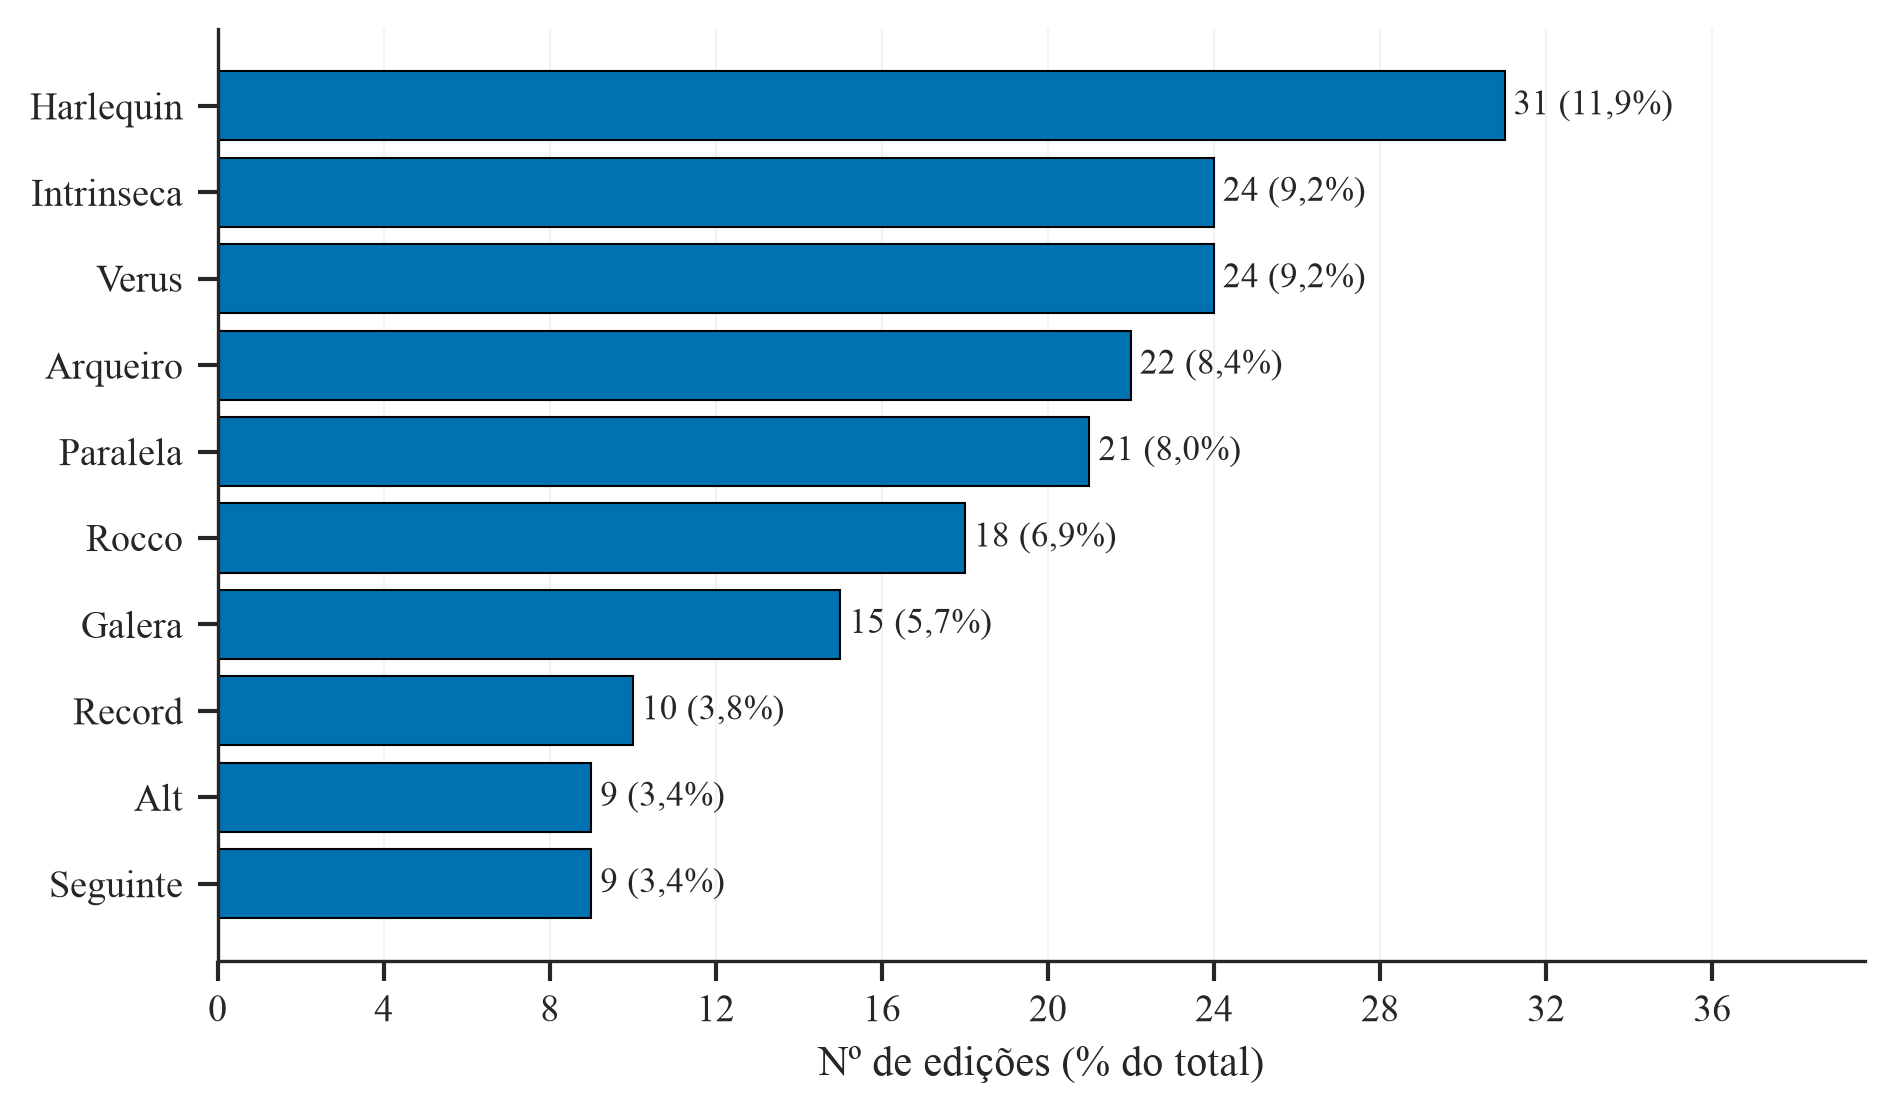 Harlequin 31 (11,9%)
Intrinseca 24 (9,2%)
Verus 24 (9,2%)
Arqueiro 22 (8,4%)
Paralela 21 (8,0%)
Rocco 18 (6,9%)
Galera 15 (5,7%)
Record 10 (3,8%)
Alt 9 (3,4%)
Seguinte 9 (3,4%)
0 4 8 12 16 20 24 28 32 36
Nº de edições (% do total)